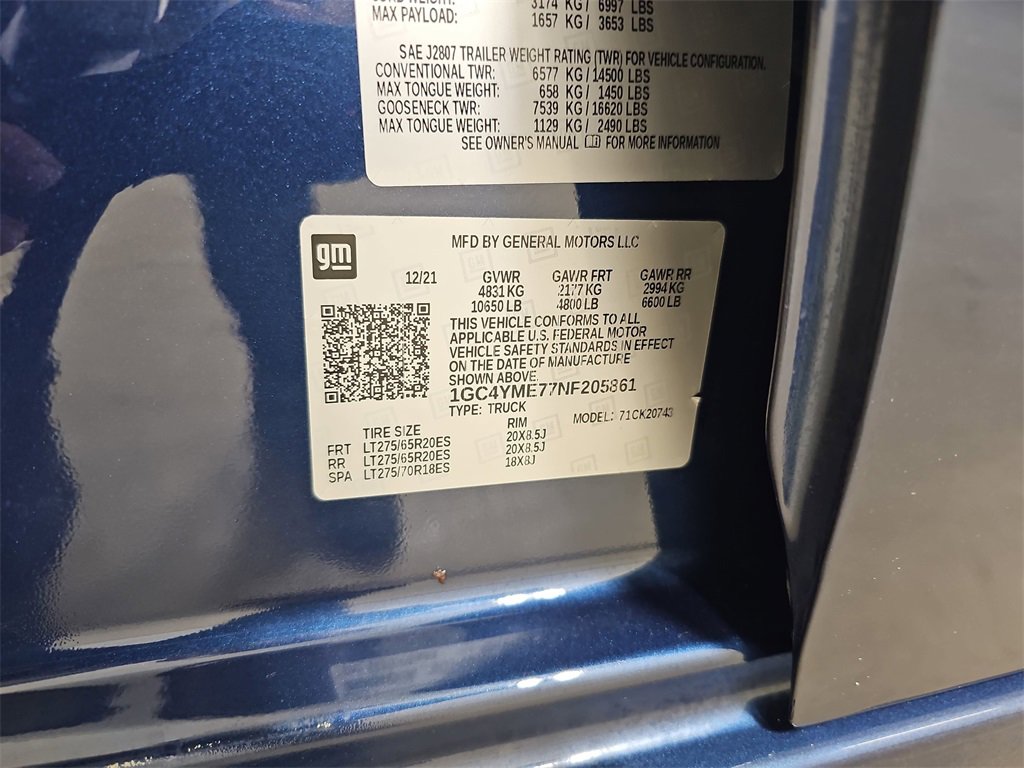 3174 KG / 6997 LBS
MAX PAYLOAD: 1657 KG / 3653 LBS
SAE J2807 TRAILER WEIGHT RATING (TWR) FOR VEHICLE CONFIGURATION.
CONVENTIONAL TWR: 6577 KG / 14500 LBS
MAX TONGUE WEIGHT: 658 KG / 1450 LBS
GOOSENECK TWR: 7539 KG / 16620 LBS
MAX TONGUE WEIGHT: 1129 KG / 2490 LBS
SEE OWNER'S MANUAL FOR MORE INFORMATION
gm
MFD BY GENERAL MOTORS LLC
12/21 GVWR GAWR FRT GAWR RR
4831 KG 2177 KG 2994 KG
10650 LB 4800 LB 6600 LB
THIS VEHICLE CONFORMS TO ALL
APPLICABLE U.S. FEDERAL MOTOR
VEHICLE SAFETY STANDARDS IN EFFECT
ON THE DATE OF MANUFACTURE
SHOWN ABOVE.
1GC4YME77NF205861
TYPE: TRUCK MODEL: 71CK20743
TIRE SIZE RIM
FRT LT275/65R20ES 20X8.5J
RR LT275/65R20ES 20X8.5J
SPA LT275/70R18ES 18X8J